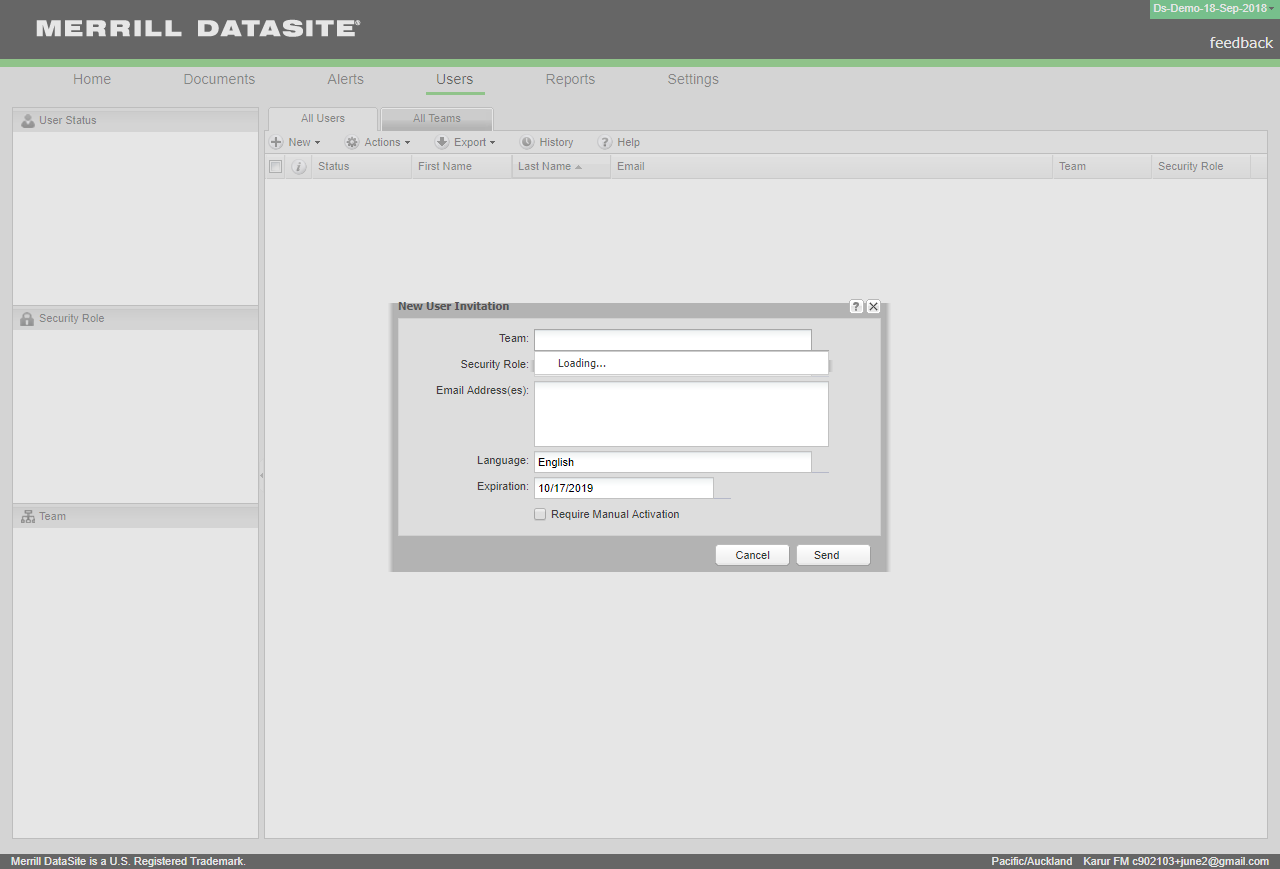 Ds-Demo-18-Sep-2018
MERRILL DATASITE®
feedback
Home Documents Alerts Users Reports Settings
User Status
All Users All Teams
New Actions Export History ? Help
i Status First Name Last Name Email Team Security Role
New User Invitation ?
Team:
Security Role: Loading...
Email Address(es):
Language: English
Expiration: 10/17/2019
Require Manual Activation
Cancel Send
Security Role
Team
Merrill DataSite is a U.S. Registered Trademark. Pacific/Auckland Karur FM c902103+june2@gmail.com